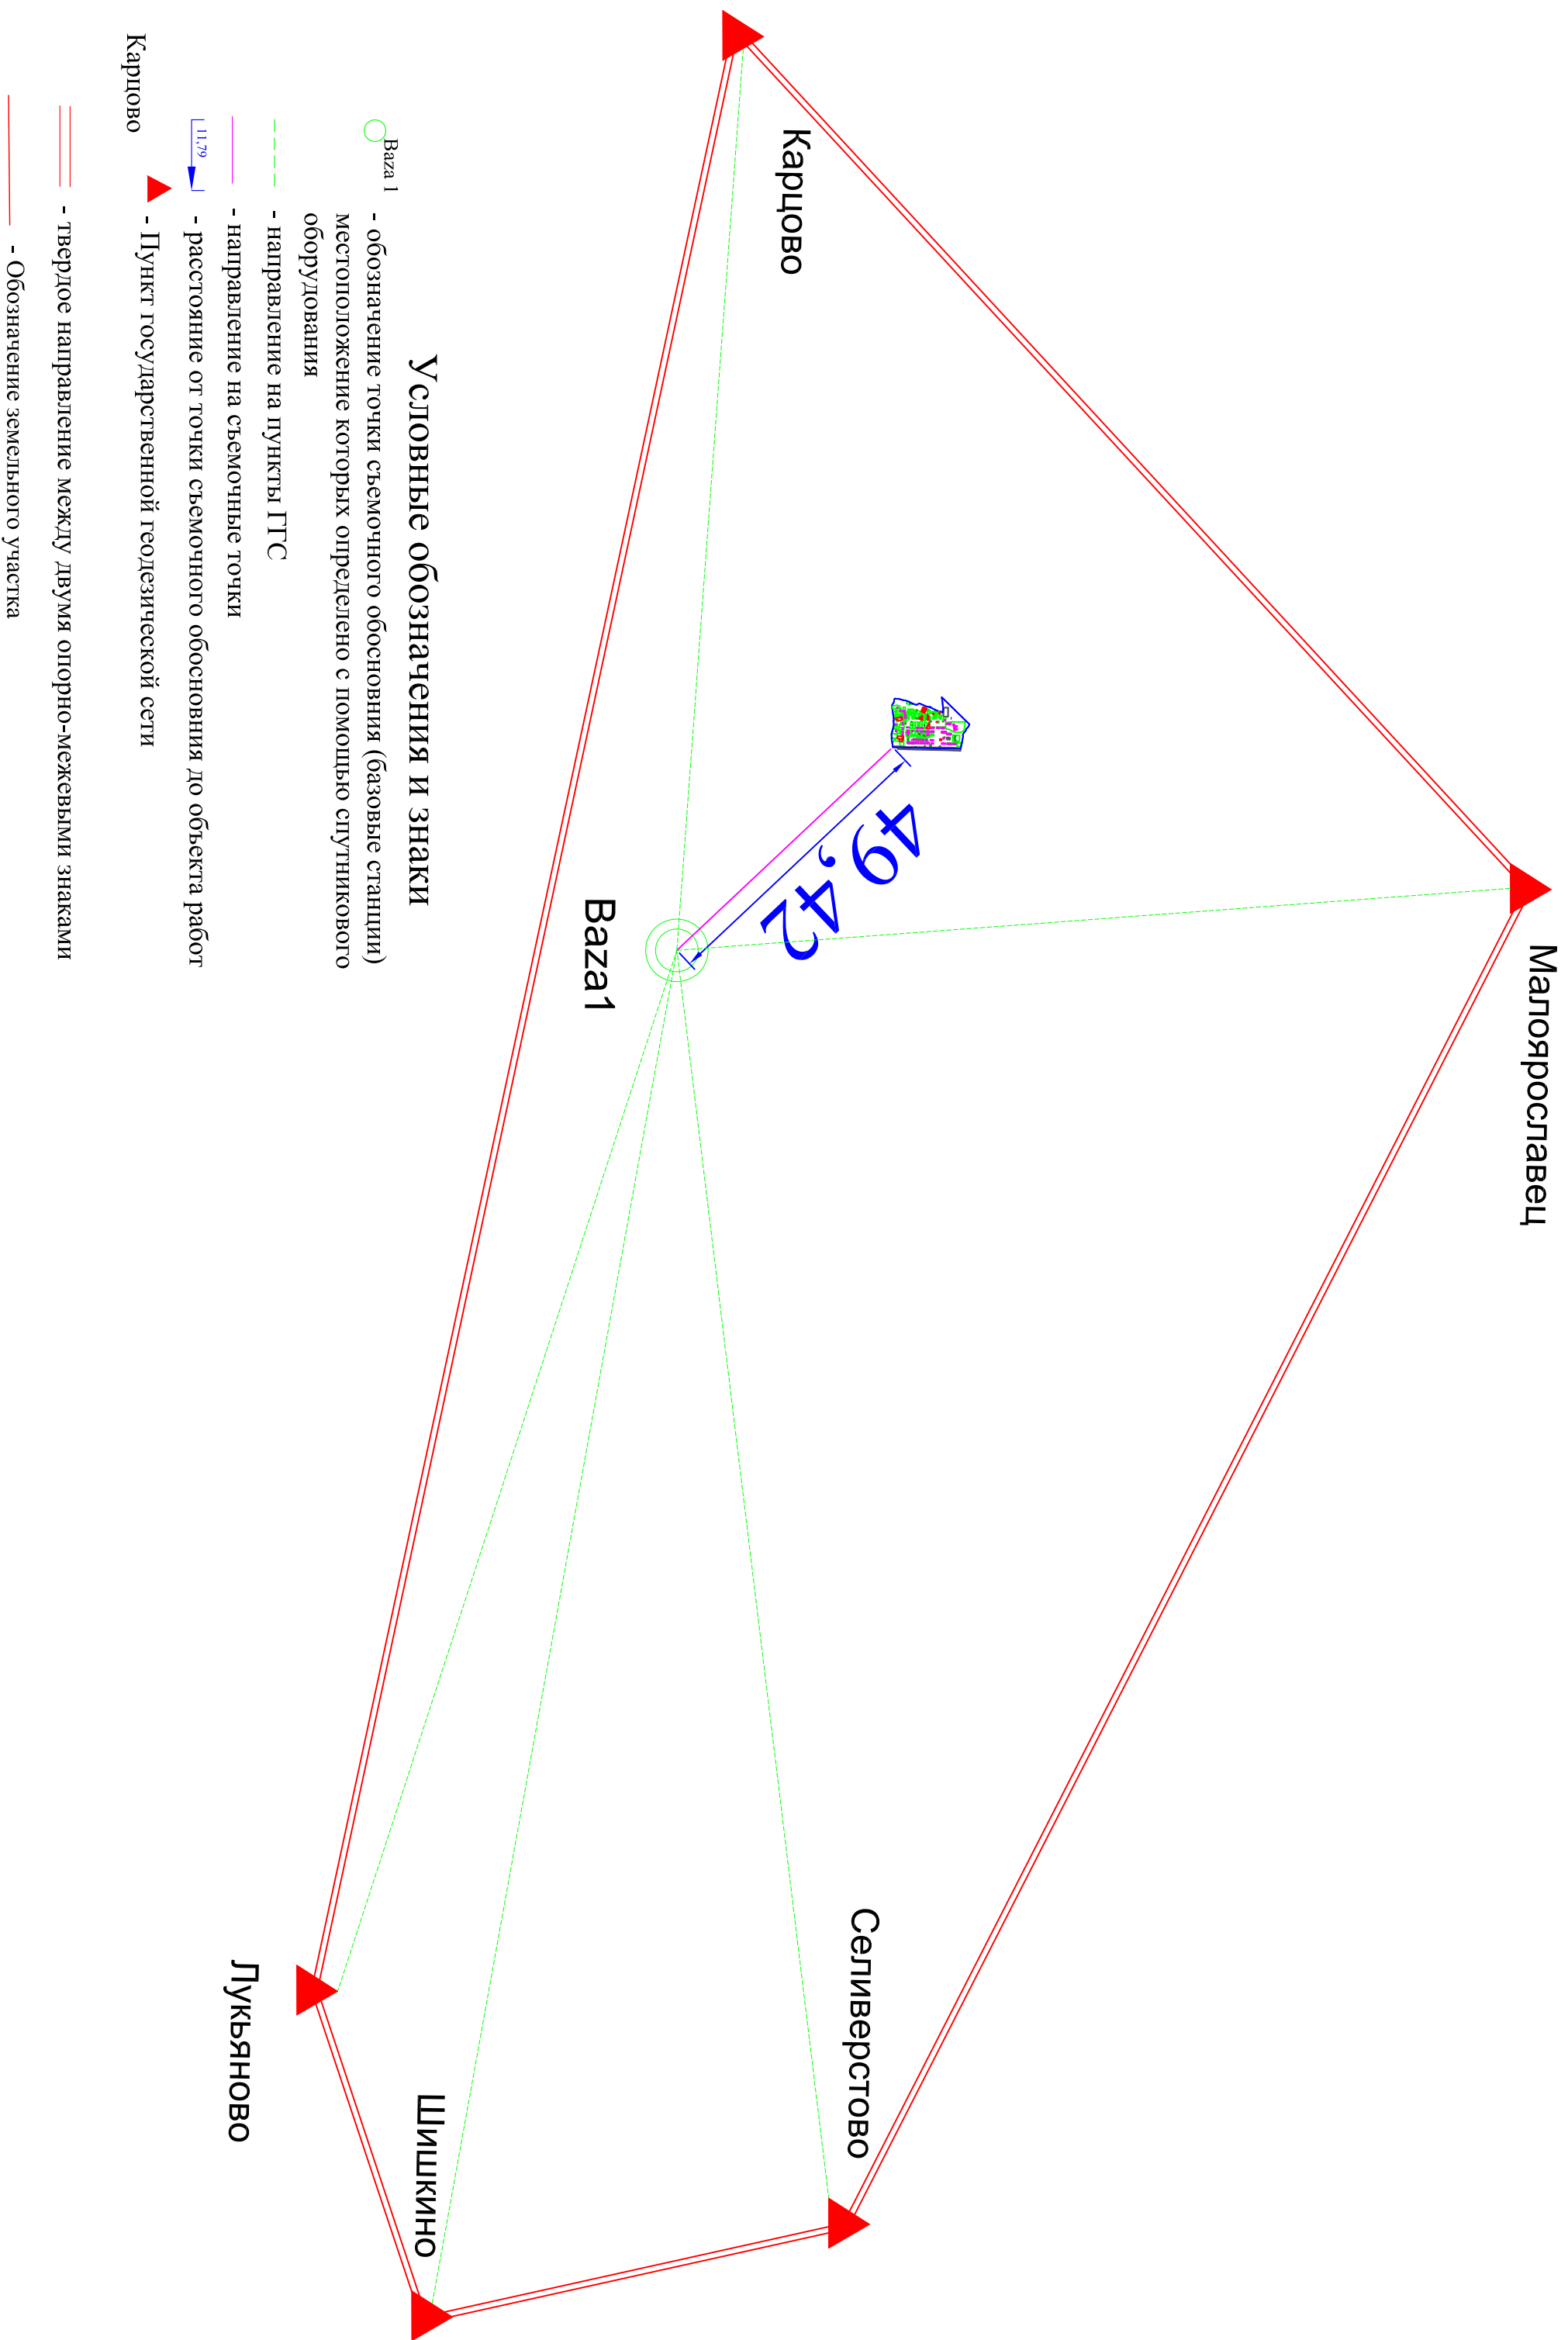 Малоярославец
Карцово
49,42
Baza1
Селиверстово
Шишкино
Лукьяново
Условные обозначения и знаки
Baza 1
- обозначение точки съемочного обосновния (базовые станции)
местоположение которых определено с помощью спутникового
оборудования
- направление на пункты ГГС
- направление на съемочные точки
11,79
- расстояние от точки съемочного обосновния до объекта работ
Карцово
- Пункт государственной геодезической сети
- твердое направление между двумя опорно-межевыми знаками
- Обозначение земельного участка